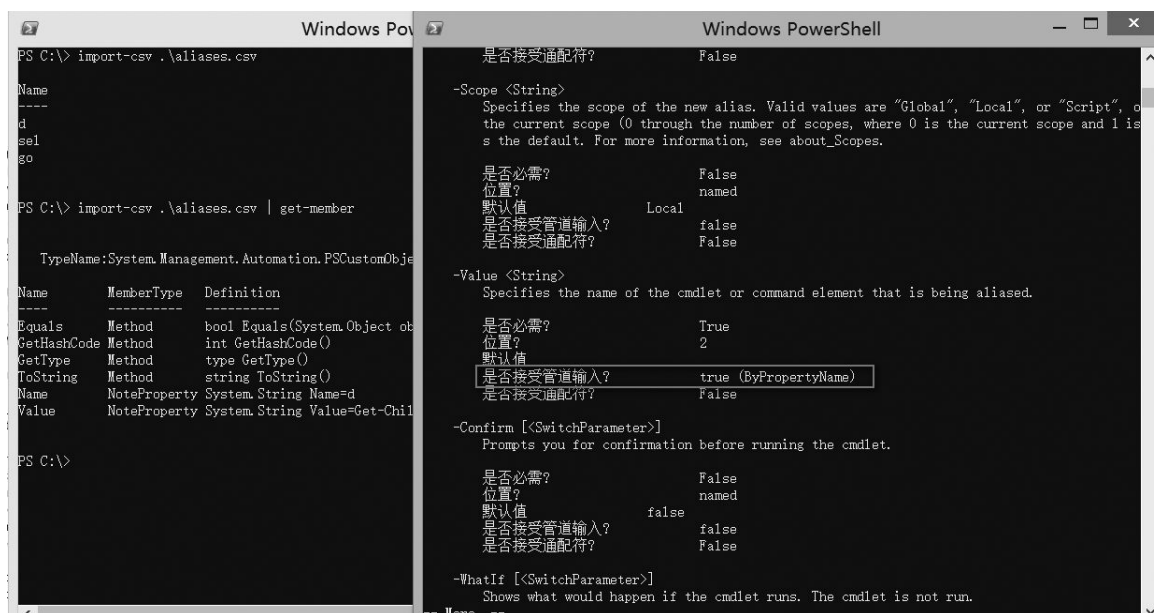 Windows Pow
PS C:\> import-csv .\aliases.csv
Name
----
d
sel
go
PS C:\> import-csv .\aliases.csv | get-member
TypeName:System.Management.Automation.PSCustomObje
Name MemberType Definition
---- ---------- ----------
Equals Method bool Equals(System.Object ob
GetHashCode Method int GetHashCode()
GetType Method type GetType()
ToString Method string ToString()
Name NoteProperty System.String Name=d
Value NoteProperty System.String Value=Get-Chil
PS C:\>
Windows PowerShell
是否接受通配符? False
-Scope <String>
Specifies the scope of the new alias. Valid values are "Global", "Local", or "Script", o
the current scope (0 through the number of scopes, where 0 is the current scope and 1 is
s the default. For more information, see about_Scopes.
是否必需? False
位置? named
默认值 Local
是否接受管道输入? false
是否接受通配符? False
-Value <String>
Specifies the name of the cmdlet or command element that is being aliased.
是否必需? True
位置? 2
默认值
是否接受管道输入? true (ByPropertyName)
是否接受通配符? False
-Confirm [<SwitchParameter>]
Prompts you for confirmation before running the cmdlet.
是否必需? False
位置? named
默认值 false
是否接受管道输入? false
是否接受通配符? False
-WhatIf [<SwitchParameter>]
Shows what would happen if the cmdlet runs. The cmdlet is not run.
-- More --